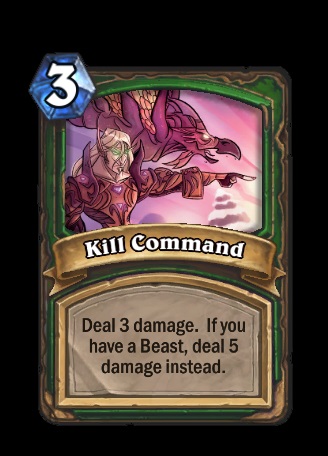 3
Kill Command
Deal 3 damage. If you
have a Beast, deal 5
damage instead.